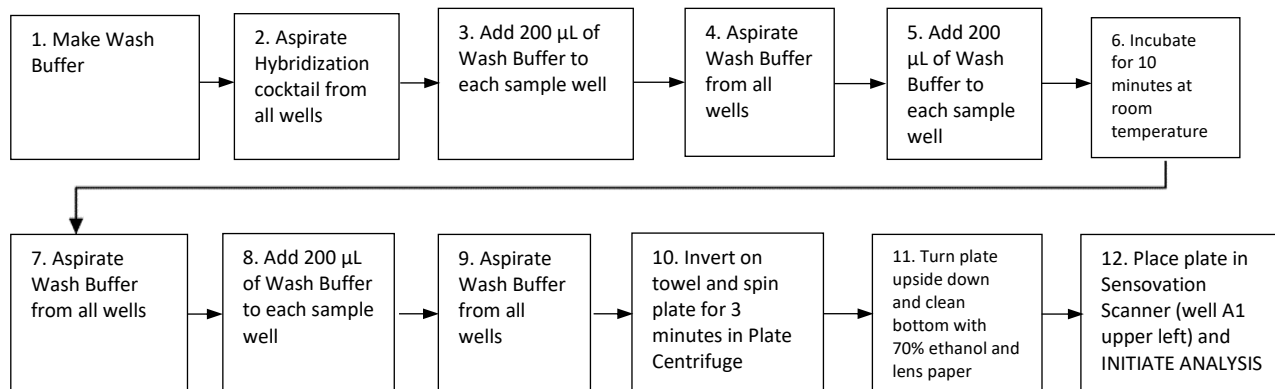 1. Make Wash
Buffer
2. Aspirate
Hybridization
cocktail from
all wells
3. Add 200 µL of
Wash Buffer to
each sample well
4. Aspirate
Wash Buffer
from all
wells
5. Add 200
µL of Wash
Buffer to
each sample
well
6. Incubate
for 10
minutes at
room
temperature
7. Aspirate
Wash Buffer
from all wells
8. Add 200 µL
of Wash Buffer
to each sample
well
9. Aspirate
Wash Buffer
from all
wells
10. Invert on
towel and spin
plate for 3
minutes in Plate
Centrifuge
11. Turn plate
upside down
and clean
bottom with
70% ethanol and
lens paper
12. Place plate in
Sensovation
Scanner (well A1
upper left) and
INITIATE ANALYSIS